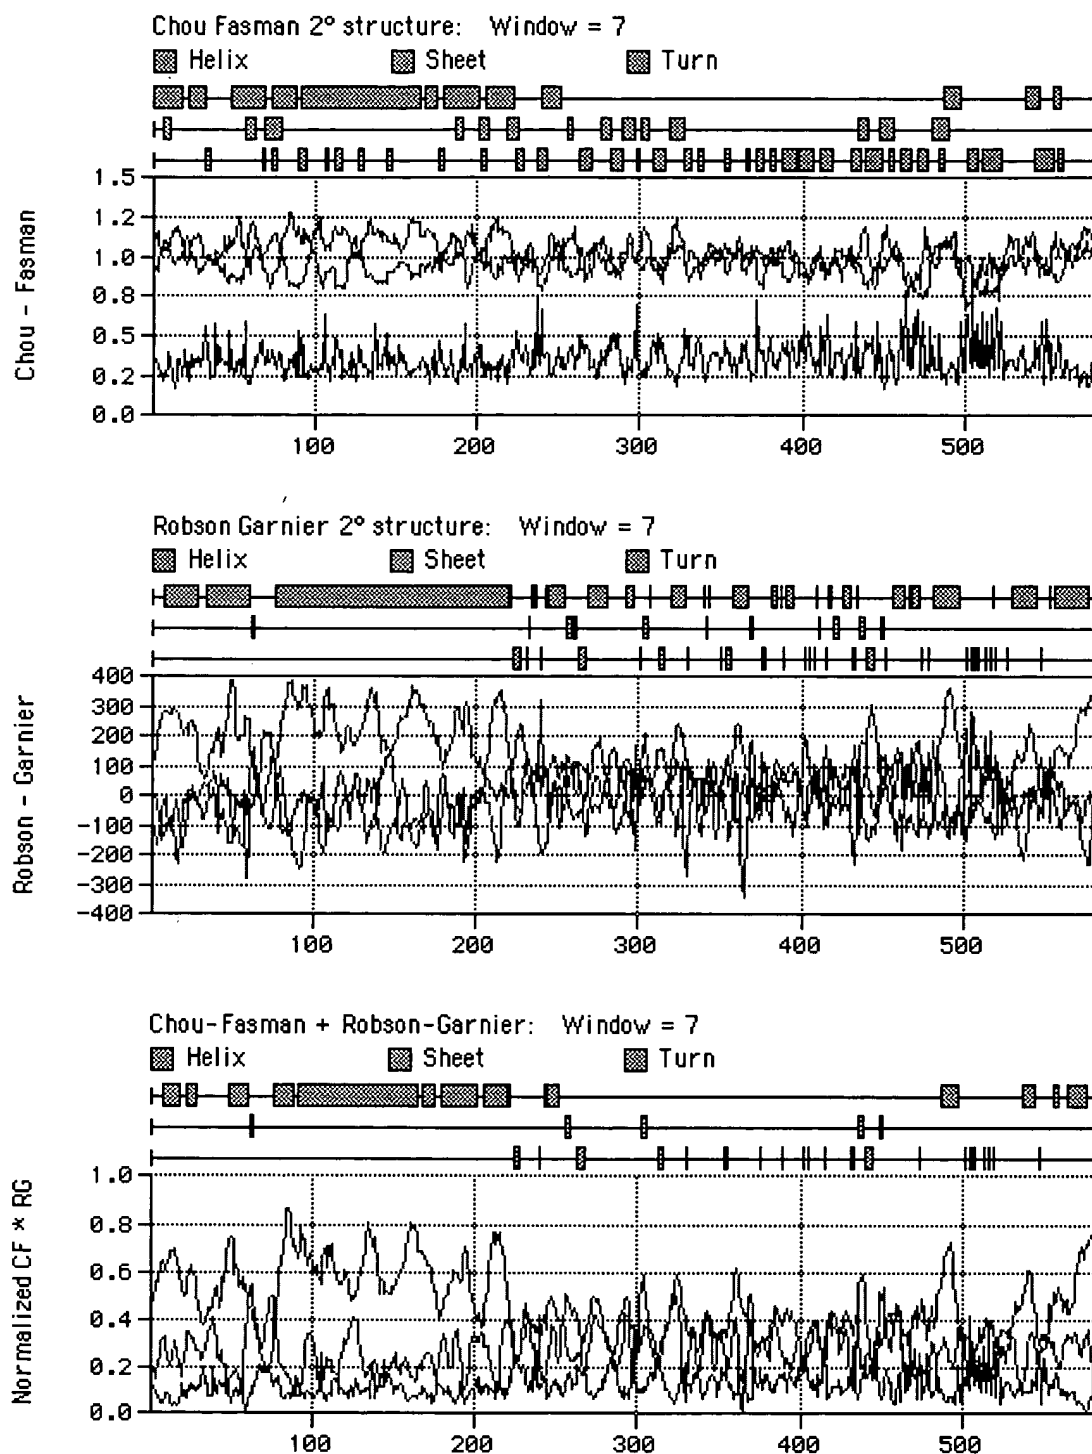 Chou Fasman 2° structure: Window = 7
Helix Sheet Turn
1.5
1.2
1.0
0.8
0.5
0.2
0.0
Chou - Fasman
100 200 300 400 500
Robson Garnier 2° structure: Window = 7
Helix Sheet Turn
400
300
200
100
0
-100
-200
-300
-400
Robson - Garnier
100 200 300 400 500
Chou-Fasman + Robson-Garnier: Window = 7
Helix Sheet Turn
1.0
0.8
0.6
0.4
0.2
0.0
Normalized CF * RG
100 200 300 400 500